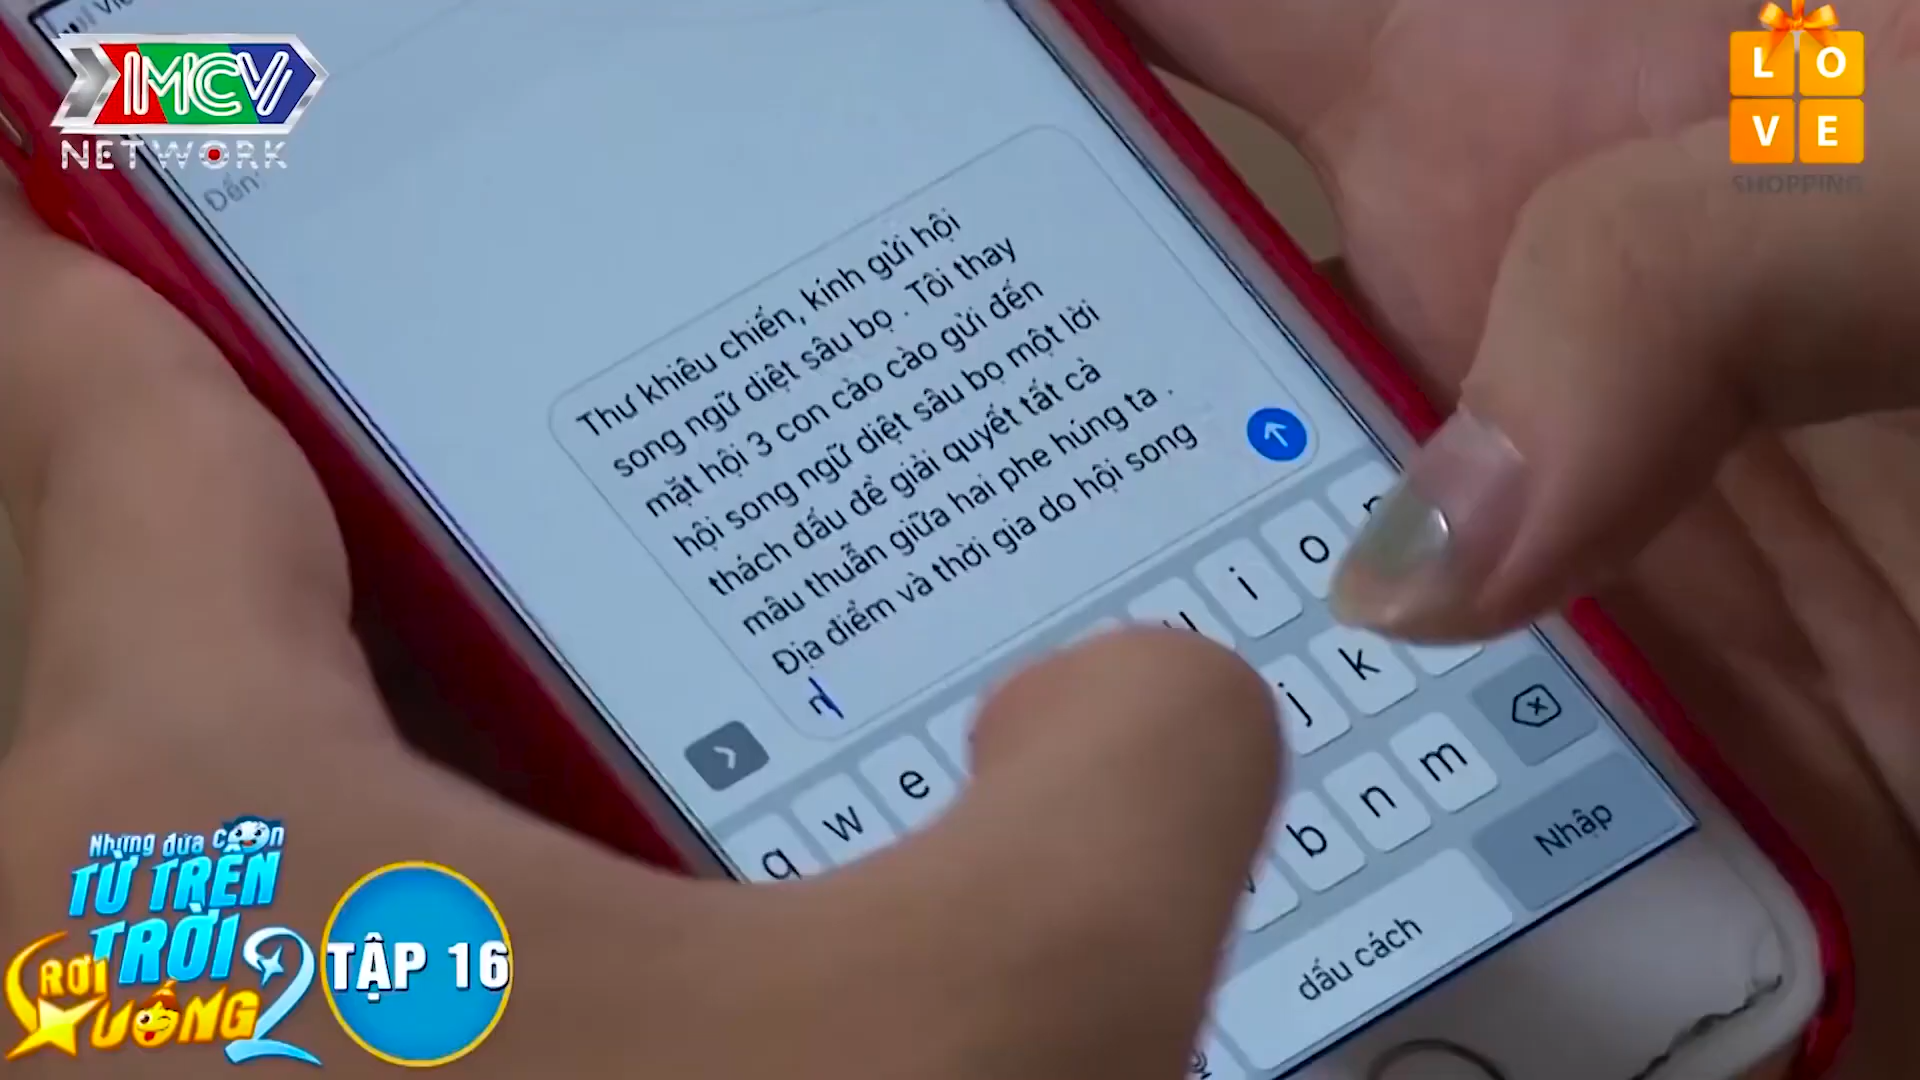 MCV
NETWORK
L O
V E
SHOPPING
Đến:
Thư khiêu chiến, kính gửi hội
song ngữ diệt sâu bọ . Tôi thay
mặt hội 3 con cào cào gửi đến
hội song ngữ diệt sâu bọ một lời
thách đấu để giải quyết tất cả
mâu thuẫn giữa hai phe húng ta .
Địa điểm và thời gia do hội song
n
q w e u i o p
j k
v b n m
dấu cách
Nhập
Những đứa con
TỪ TRÊN
TRỜI
RƠI
XUỐNG 2
TẬP 16